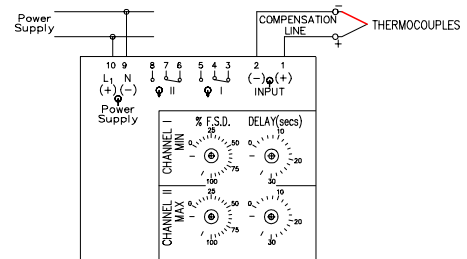 Power
Supply
COMPENSATION
LINE
THERMOCOUPLES
− +
10 9 8 7 6 5 4 3 2 1
L1 N II I (−) (+)
(+) (−) INPUT
Power
Supply
CHANNEL I
MIN
% F.S.D. DELAY(secs)
0 25 50 75 100
0 10 20 30
CHANNEL II
MAX
0 25 50 75 100
0 10 20 30